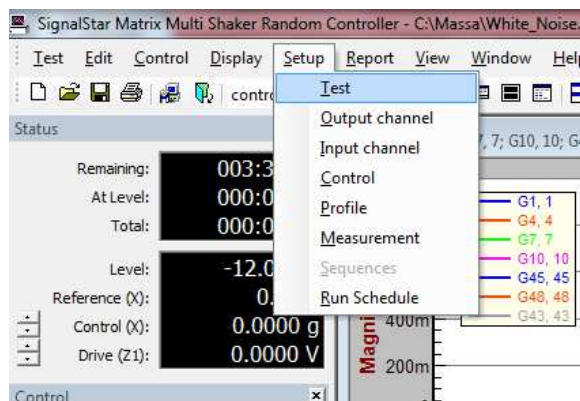 SignalStar Matrix Multi Shaker Random Controller - C:\Massa\White_Noise.
Test Edit Control Display Setup Report View Window Help
contr
Test
Output channel
Input channel
Control
Profile
Measurement
Sequences
Run Schedule
Status
Remaining: 003:3
At Level: 000:0
Total: 000:0
Level: -12.0
Reference (X): 0.
Control (X): 0.0000 g
Drive (Z1): 0.0000 V
Control
7, 7; G10, 10; G4
G1, 1
G4, 4
G7, 7
G10, 10
G45, 45
G48, 48
G43, 43
Magni
400m
200m